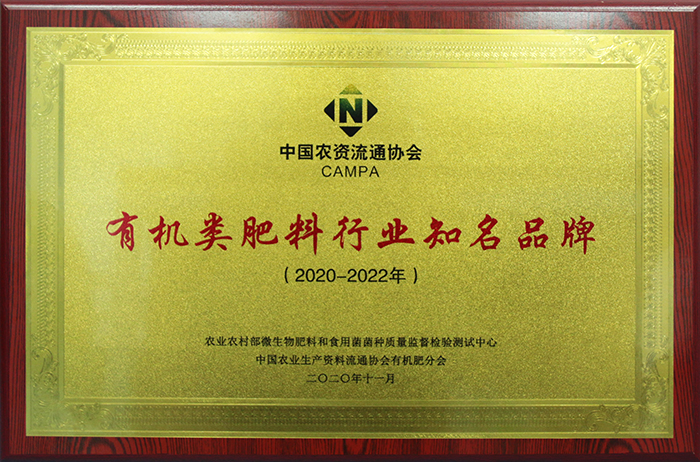 N
中国农资流通协会
CAMPA
有机类肥料行业知名品牌
（2020-2022年）
农业农村部微生物肥料和食用菌菌种质量监督检验测试中心
中国农业生产资料流通协会有机肥分会
二〇二〇年十一月